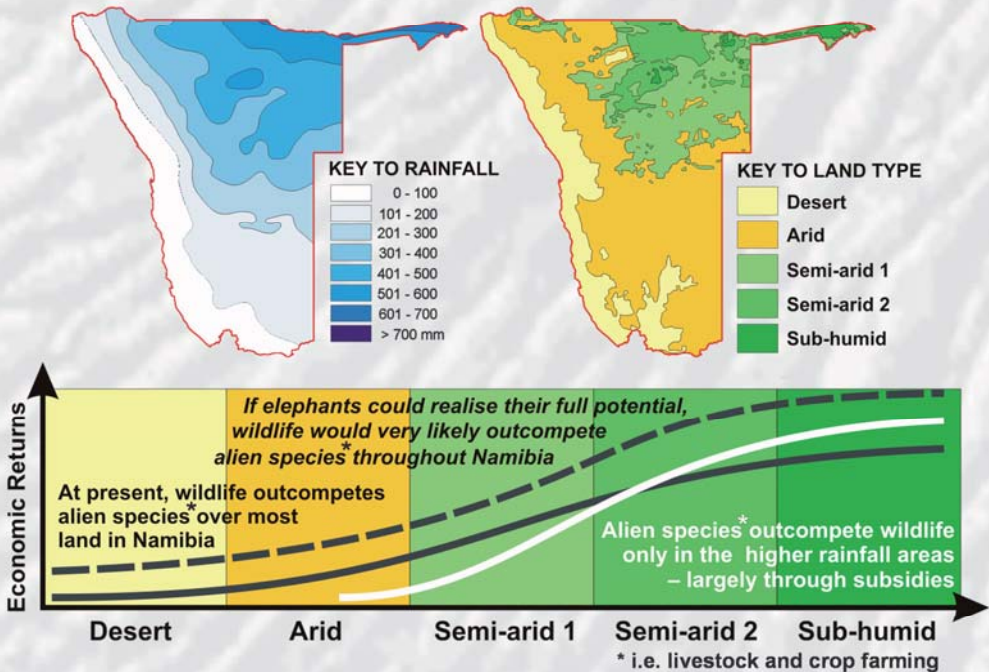 KEY TO RAINFALL
0 - 100
101 - 200
201 - 300
301 - 400
401 - 500
501 - 600
601 - 700
> 700 mm
KEY TO LAND TYPE
Desert
Arid
Semi-arid 1
Semi-arid 2
Sub-humid
Economic Returns
If elephants could realise their full potential,
wildlife would very likely outcompete
alien species* throughout Namibia
At present, wildlife outcompetes
alien species* over most
land in Namibia
Alien species* outcompete wildlife
only in the higher rainfall areas
– largely through subsidies
Desert
Arid
Semi-arid 1
Semi-arid 2
Sub-humid
* i.e. livestock and crop farming